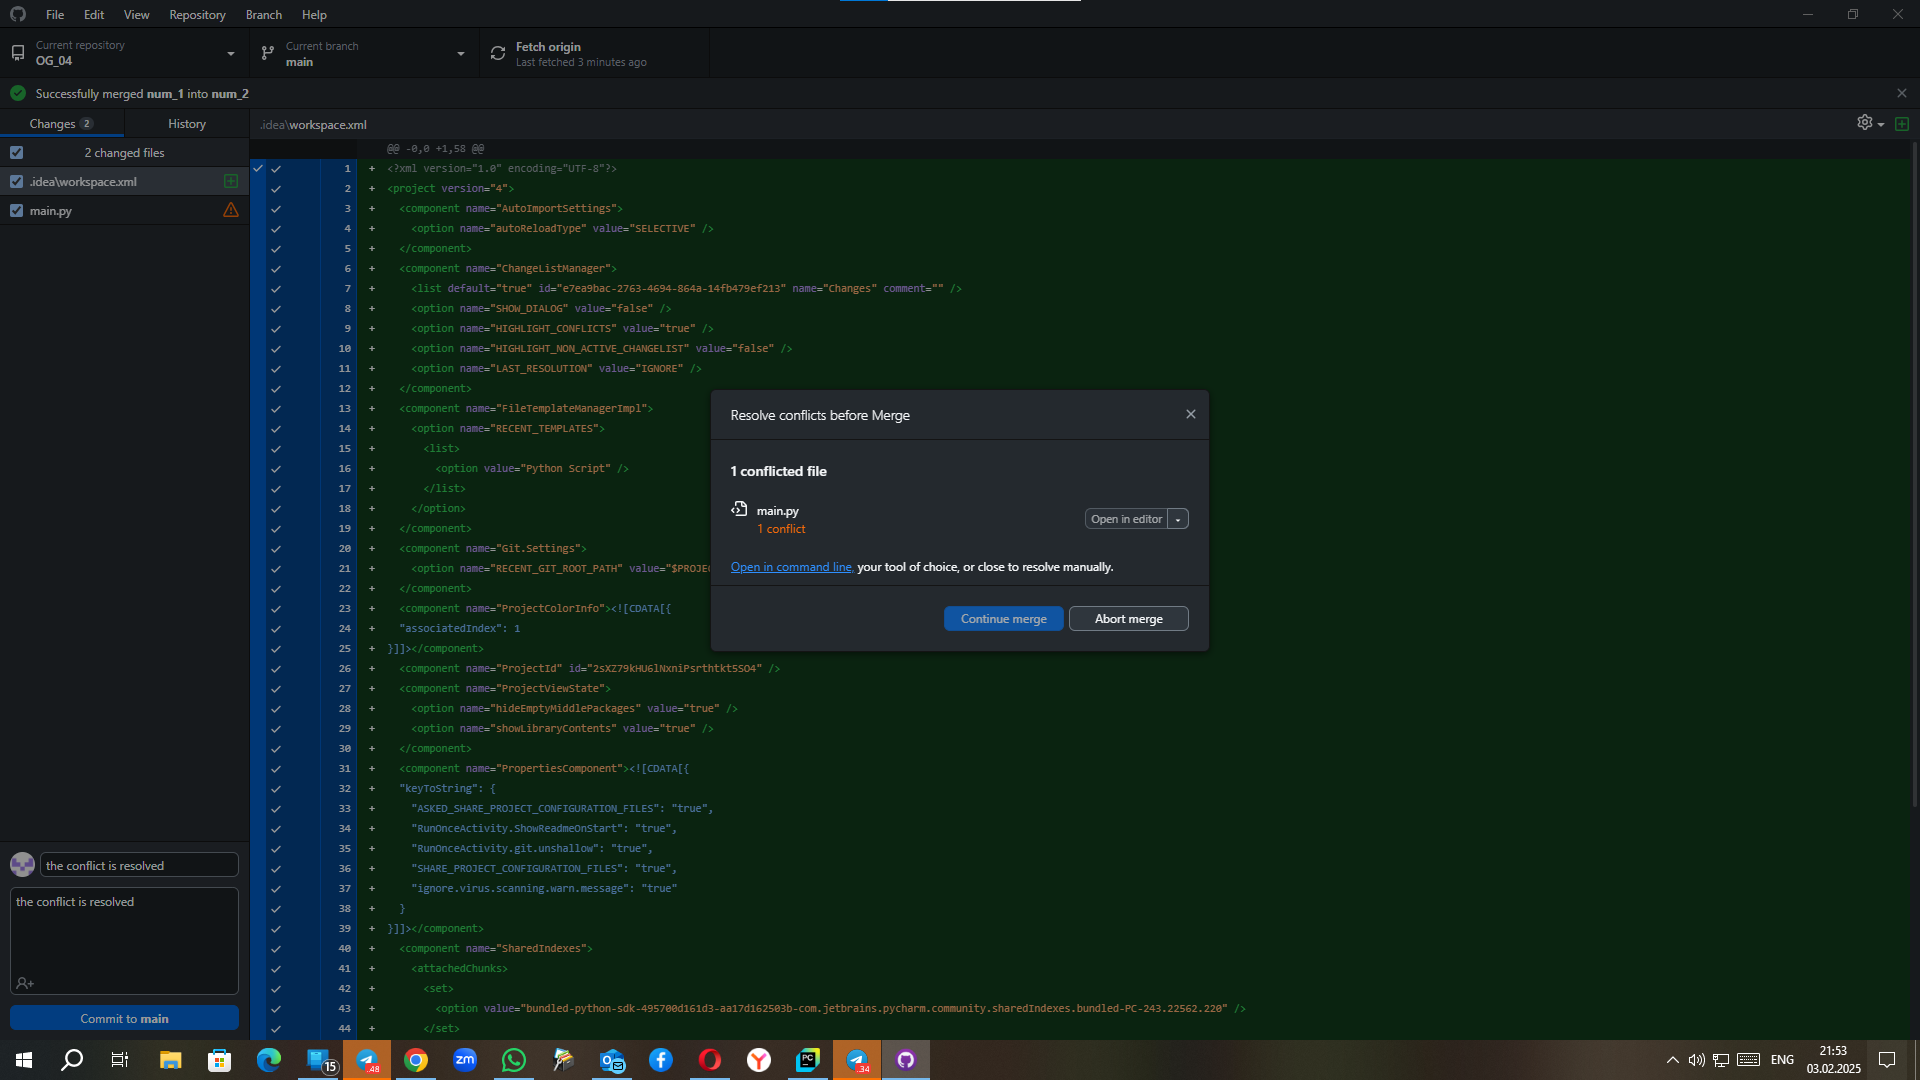 File Edit View Repository Branch Help
Current repository
OG_04
Current branch
main
Fetch origin
Last fetched 3 minutes ago
Successfully merged num_1 into num_2
Changes 2
History
.idea\workspace.xml
2 changed files
.idea\workspace.xml
main.py
@@ -0,0 +1,58 @@
1 + <?xml version="1.0" encoding="UTF-8"?>
2 + <project version="4">
3 + <component name="AutoImportSettings">
4 + <option name="autoReloadType" value="SELECTIVE" />
5 + </component>
6 + <component name="ChangeListManager">
7 + <list default="true" id="e7ea9bac-2763-4694-864a-14fb479ef213" name="Changes" comment="" />
8 + <option name="SHOW_DIALOG" value="false" />
9 + <option name="HIGHLIGHT_CONFLICTS" value="true" />
10 + <option name="HIGHLIGHT_NON_ACTIVE_CHANGELIST" value="false" />
11 + <option name="LAST_RESOLUTION" value="IGNORE" />
12 + </component>
13 + <component name="FileTemplateManagerImpl">
14 + <option name="RECENT_TEMPLATES">
15 + <list>
16 + <option value="Python Script" />
17 + </list>
18 + </option>
19 + </component>
20 + <component name="Git.Settings">
21 + <option name="RECENT_GIT_ROOT_PATH" value="$PROJEC
22 + </component>
23 + <component name="ProjectColorInfo"><![CDATA[{
24 + "associatedIndex": 1
25 + }]]></component>
26 + <component name="ProjectId" id="2sXZ79kHU6lNxniPsrthtkt5SO4" />
27 + <component name="ProjectViewState">
28 + <option name="hideEmptyMiddlePackages" value="true" />
29 + <option name="showLibraryContents" value="true" />
30 + </component>
31 + <component name="PropertiesComponent"><![CDATA[{
32 + "keyToString": {
33 + "ASKED_SHARE_PROJECT_CONFIGURATION_FILES": "true",
34 + "RunOnceActivity.ShowReadmeOnStart": "true",
35 + "RunOnceActivity.git.unshallow": "true",
36 + "SHARE_PROJECT_CONFIGURATION_FILES": "true",
37 + "ignore.virus.scanning.warn.message": "true"
38 + }
39 + }]]></component>
40 + <component name="SharedIndexes">
41 + <attachedChunks>
42 + <set>
43 + <option value="bundled-python-sdk-495700d161d3-aa17d162503b-com.jetbrains.pycharm.community.sharedIndexes.bundled-PC-243.22562.220" />
44 + </set>
Resolve conflicts before Merge
1 conflicted file
main.py
1 conflict
Open in editor
Open in command line, your tool of choice, or close to resolve manually.
Continue merge
Abort merge
the conflict is resolved
the conflict is resolved
Commit to main
15
.48
zm
PC
.34
ENG
21:53
03.02.2025